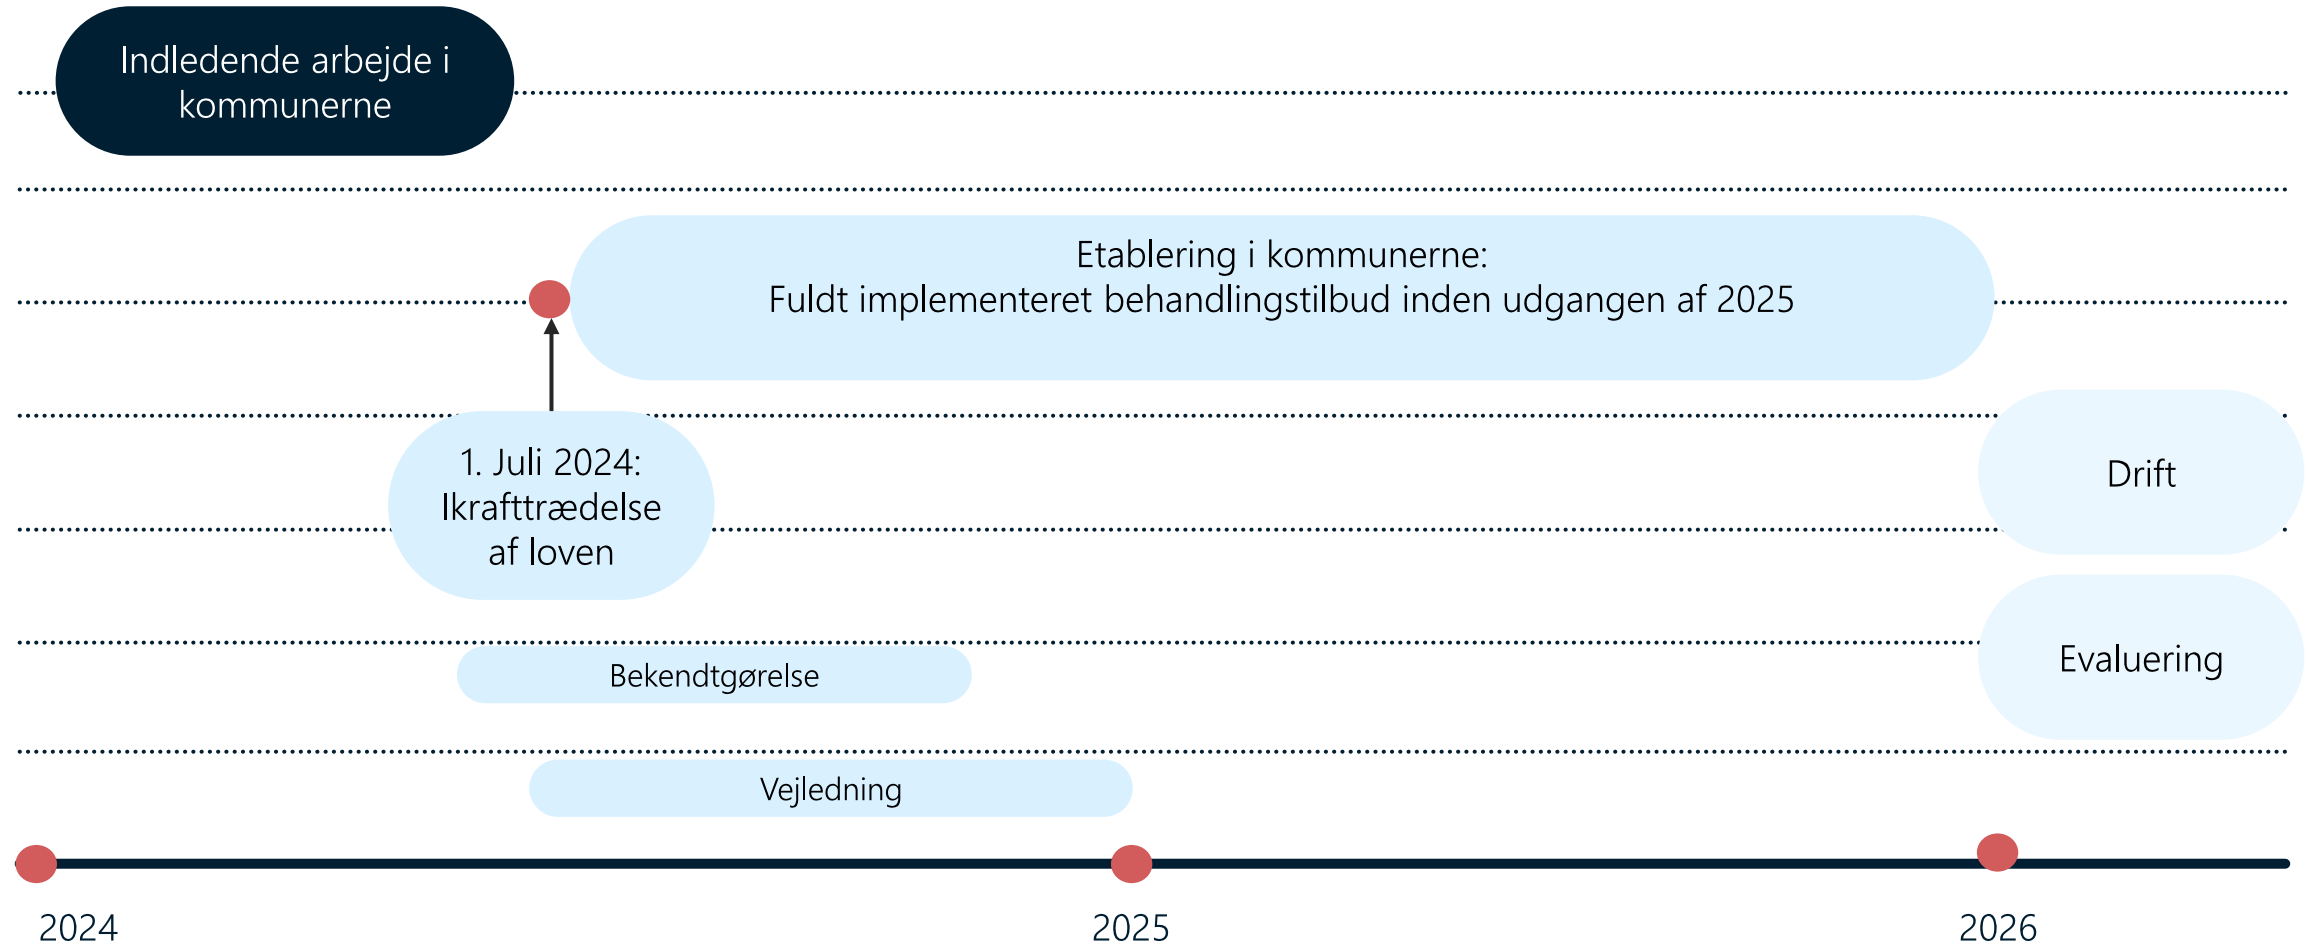 Indledende arbejde i
kommunerne
Etablering i kommunerne:
Fuldt implementeret behandlingstilbud inden udgangen af 2025
1. Juli 2024:
Ikrafttrædelse
af loven
Drift
Evaluering
Bekendtgørelse
Vejledning
2024
2025
2026